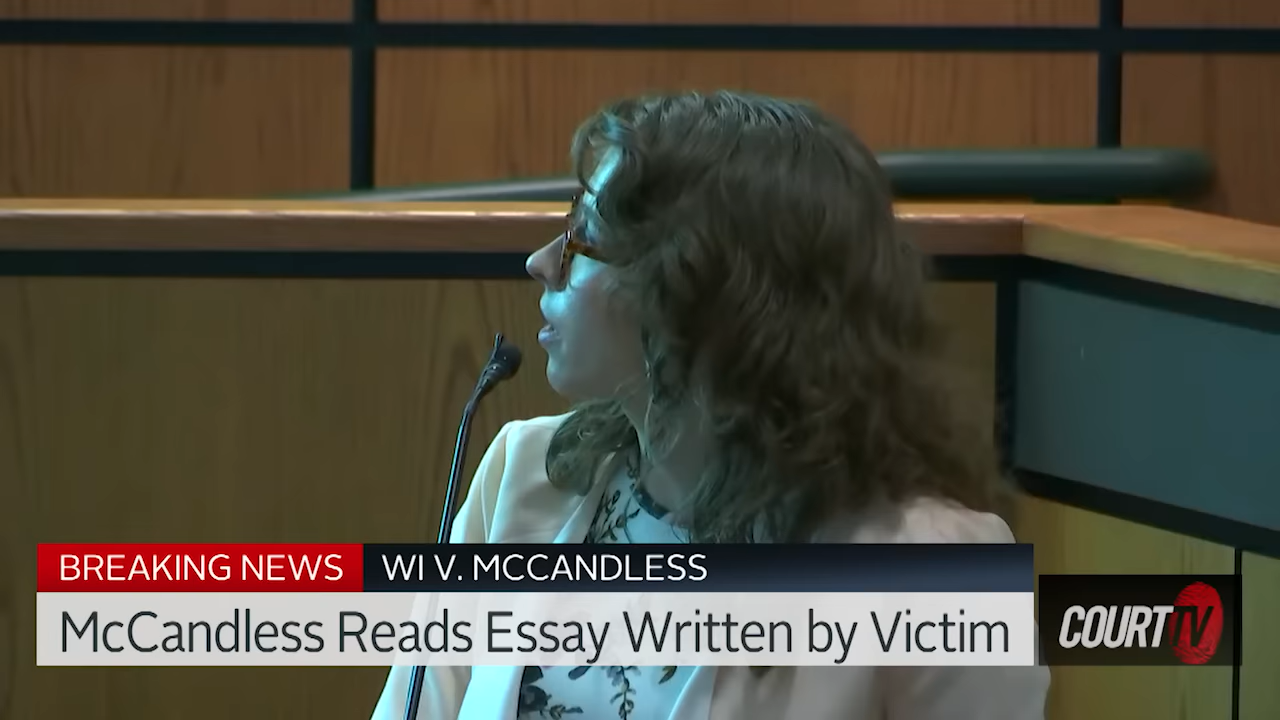 BREAKING NEWS WI V. MCCANDLESS
McCandless Reads Essay Written by Victim
COURT TV